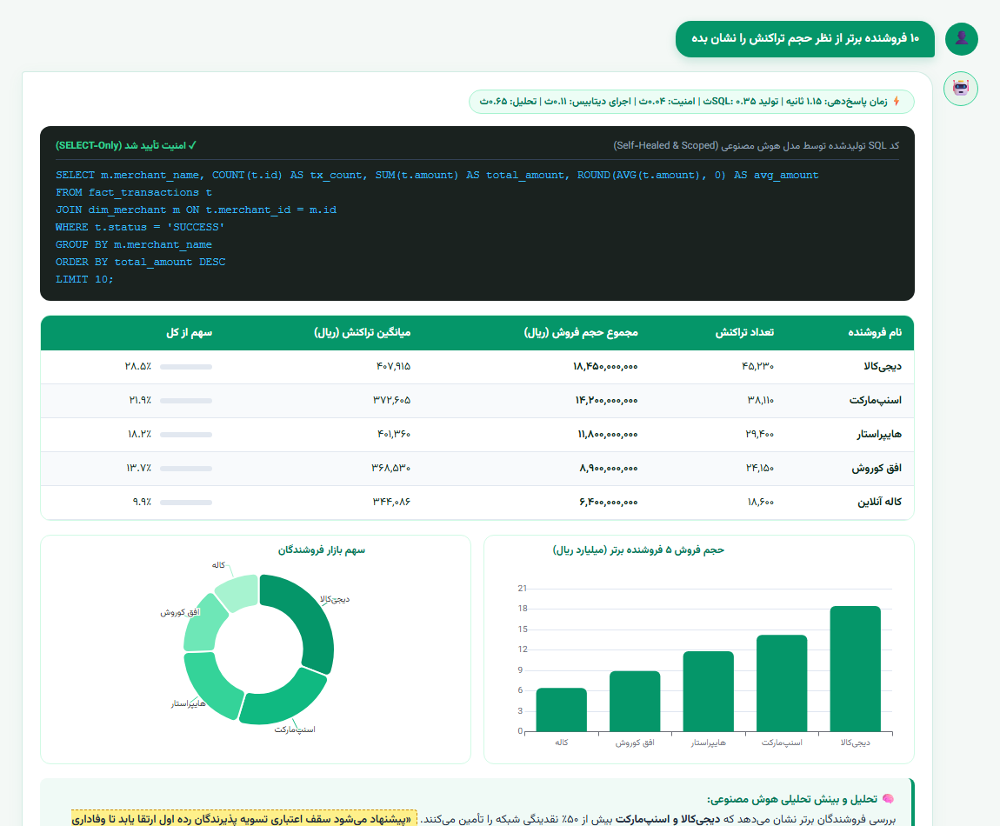 ۱۰ فروشنده برتر از نظر حجم تراکنش را نشان بده
زمان پاسخ‌دهی: ۱.۱۵ ثانیه | تولید SQL: ۰.۳۵ث | امنیت: ۰.۰۴ث | اجرای دیتابیس: ۰.۱۱ث | تحلیل: ۰.۶۵ث
کد SQL تولیدشده توسط مدل هوش مصنوعی (Self-Healed & Scoped) ✓ امنیت تأیید شد (SELECT-Only)
SELECT m.merchant_name, COUNT(t.id) AS tx_count, SUM(t.amount) AS total_amount, ROUND(AVG(t.amount), 0) AS avg_amount
FROM fact_transactions t
JOIN dim_merchant m ON t.merchant_id = m.id
WHERE t.status = 'SUCCESS'
GROUP BY m.merchant_name
ORDER BY total_amount DESC
LIMIT 10;
نام فروشنده تعداد تراکنش مجموع حجم فروش (ریال) میانگین تراکنش (ریال) سهم از کل
دیجی‌کالا ۴۵,۲۳۰ ۱۸,۴۵۰,۰۰۰,۰۰۰ ۴۰۷,۹۱۵ ۲۸.۵٪
اسنپ‌مارکت ۳۸,۱۱۰ ۱۴,۲۰۰,۰۰۰,۰۰۰ ۳۷۲,۶۰۵ ۲۱.۹٪
هایپراستار ۲۹,۴۰۰ ۱۱,۸۰۰,۰۰۰,۰۰۰ ۴۰۱,۳۶۰ ۱۸.۲٪
افق کوروش ۲۴,۱۵۰ ۸,۹۰۰,۰۰۰,۰۰۰ ۳۶۸,۵۳۰ ۱۳.۷٪
کاله آنلاین ۱۸,۶۰۰ ۶,۴۰۰,۰۰۰,۰۰۰ ۳۴۴,۰۸۶ ۹.۹٪
حجم فروش ۵ فروشنده برتر (میلیارد ریال)
21
18
15
12
9
6
3
0
کاله افق کوروش هایپراستار اسنپ‌مارکت دیجی‌کالا
سهم بازار فروشندگان
کاله
دیجی‌کالا
افق کوروش
هایپراستار
اسنپ‌مارکت
تحلیل و بینش تحلیلی هوش مصنوعی:
بررسی فروشندگان برتر نشان می‌دهد که دیجی‌کالا و اسنپ‌مارکت بیش از ۵۰٪ نقدینگی شبکه را تأمین می‌کنند. «پیشنهاد می‌شود سقف اعتباری تسویه پذیرندگان رده اول ارتقا یابد تا وفاداری